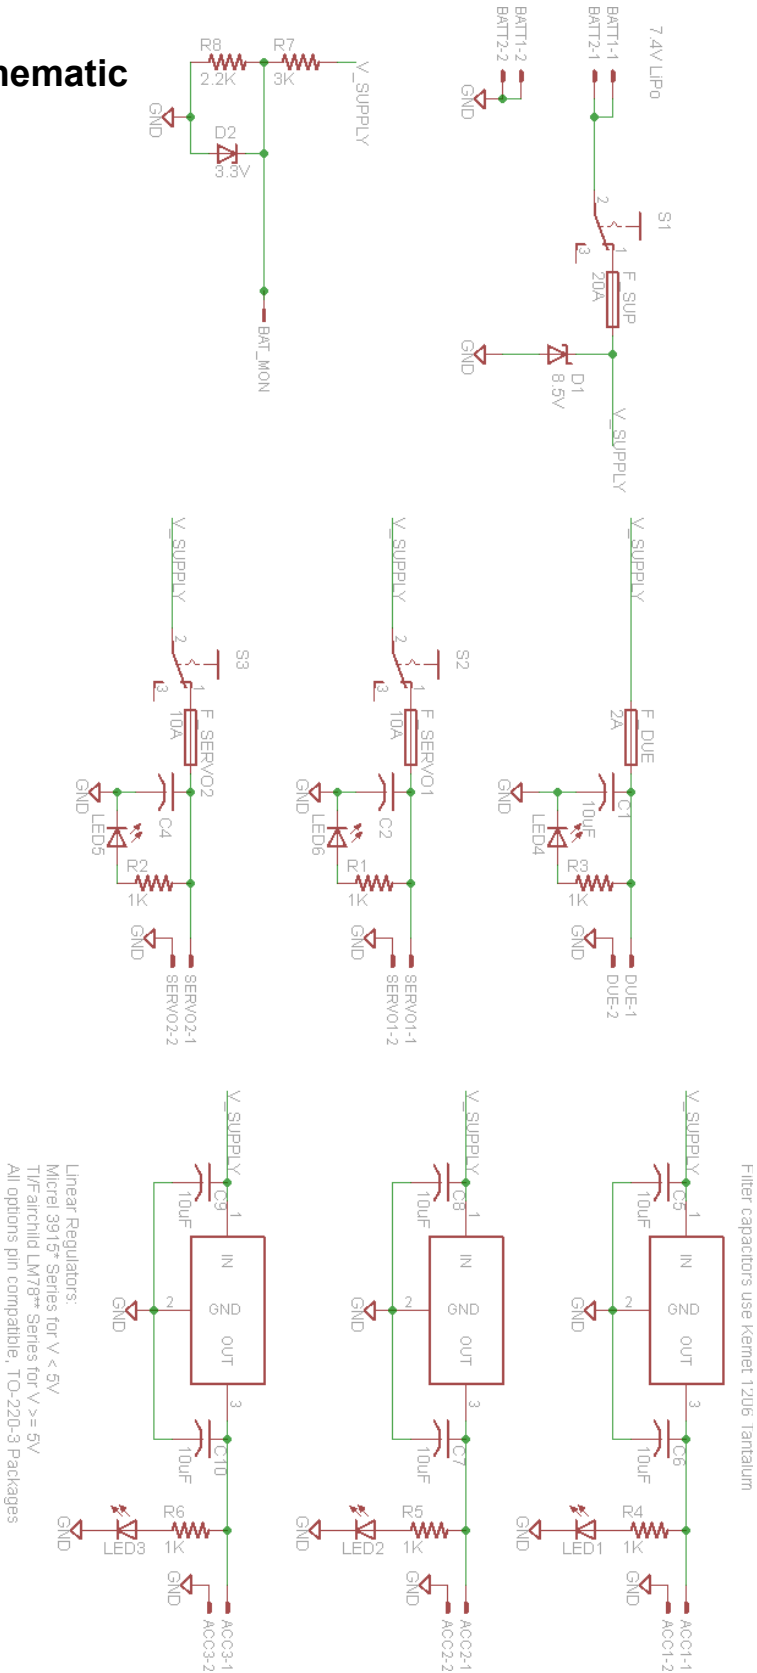 hematic
7.4V LiPo
BATT1-1
BATT2-1
BATT1-2
BATT2-2
GND
S1
2
1
3
F_SUP
20A
D1
8.5V
GND
V_SUPPLY
R8
2.2K
R7
3K
V_SUPPLY
GND
D2
3.3V
BAT_MON
V_SUPPLY
F_DUE
2A
C1
10uF
GND
LED4
R3
1K
GND
DUE-1
DUE-2
V_SUPPLY
S2
2
1
3
F_SERVO1
10A
C2
GND
LED6
R1
1K
GND
SERVO1-1
SERVO1-2
V_SUPPLY
S3
2
1
3
F_SERVO2
10A
C4
GND
LED5
R2
1K
GND
SERVO2-1
SERVO2-2
Filter capacitors use Kemet 1206 Tantalum
V_SUPPLY
C5
10uF
1
IN
GND
OUT
2
3
GND
C6
10uF
R4
1K
LED1
GND
GND
ACC1-1
ACC1-2
V_SUPPLY
C8
10uF
1
IN
GND
OUT
2
3
GND
C7
10uF
R5
1K
LED2
GND
GND
ACC2-1
ACC2-2
V_SUPPLY
C9
10uF
1
IN
GND
OUT
2
3
GND
C10
10uF
R6
1K
LED3
GND
GND
ACC3-1
ACC3-2
Linear Regulators:
Micrel 3915* Series for V < 5V
TI/Fairchild LM78** Series for V >= 5V
All options pin compatible, TO-220-3 Packages